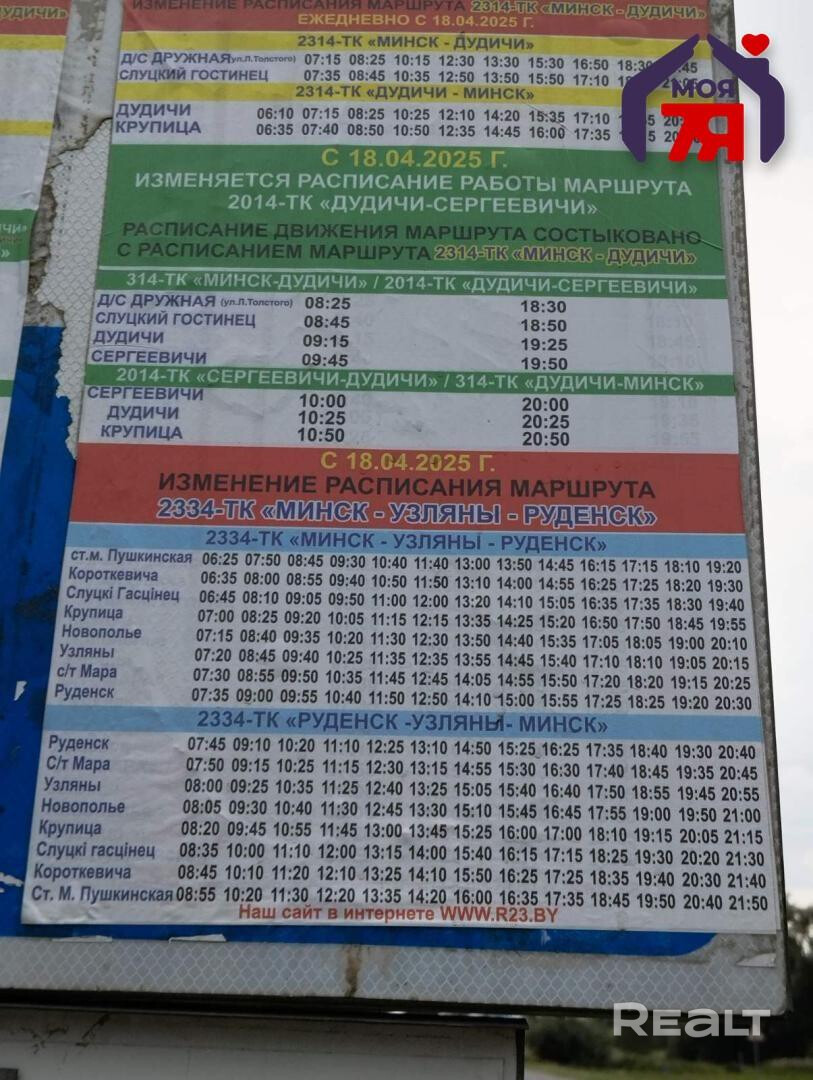 ИЗМЕНЕНИЕ РАСПИСАНИЯ МАРШРУТА 2314-ТК «МИНСК - ДУДИЧИ»
ЕЖЕДНЕВНО С 18.04.2025 Г.
2314-ТК «МИНСК - ДУДИЧИ»
Д/С ДРУЖНАЯ (ул.Л.Толстого) 07:15 08:25 10:15 12:30 13:30 15:30 16:50 18:30
СЛУЦКИЙ ГОСТИНЕЦ 07:35 08:45 10:35 12:50 13:50 15:50 17:10
2314-ТК «ДУДИЧИ - МИНСК»
ДУДИЧИ 06:10 07:15 08:25 10:25 12:10 14:20 15:35 17:10
КРУПИЦА 06:35 07:40 08:50 10:50 12:35 14:45 16:00 17:35
МОЯ
Я
С 18.04.2025 Г.
ИЗМЕНЯЕТСЯ РАСПИСАНИЕ РАБОТЫ МАРШРУТА
2014-ТК «ДУДИЧИ-СЕРГЕЕВИЧИ»
РАСПИСАНИЕ ДВИЖЕНИЯ МАРШРУТА СОСТЫКОВАНО
С РАСПИСАНИЕМ МАРШРУТА 2314-ТК «МИНСК - ДУДИЧИ»
314-ТК «МИНСК-ДУДИЧИ» / 2014-ТК «ДУДИЧИ-СЕРГЕЕВИЧИ»
Д/С ДРУЖНАЯ (ул.Л.Толстого) 08:25 18:30
СЛУЦКИЙ ГОСТИНЕЦ 08:45 18:50
ДУДИЧИ 09:15 19:25
СЕРГЕЕВИЧИ 09:45 19:50
2014-ТК «СЕРГЕЕВИЧИ-ДУДИЧИ» / 314-ТК «ДУДИЧИ-МИНСК»
СЕРГЕЕВИЧИ 10:00 20:00
ДУДИЧИ 10:25 20:25
КРУПИЦА 10:50 20:50
С 18.04.2025 Г.
ИЗМЕНЕНИЕ РАСПИСАНИЯ МАРШРУТА
2334-ТК «МИНСК - УЗЛЯНЫ - РУДЕНСК»
2334-ТК «МИНСК - УЗЛЯНЫ - РУДЕНСК»
ст.м. Пушкинская 06:25 07:50 08:45 09:30 10:40 11:40 13:00 13:50 14:45 16:15 17:15 18:10 19:20
Короткевича 06:35 08:00 08:55 09:40 10:50 11:50 13:10 14:00 14:55 16:25 17:25 18:20 19:30
Слуцкі Гасцінец 06:45 08:10 09:05 09:50 11:00 12:00 13:20 14:10 15:05 16:35 17:35 18:30 19:40
Крупица 07:00 08:25 09:20 10:05 11:15 12:15 13:35 14:25 15:20 16:50 17:50 18:45 19:55
Новополье 07:15 08:40 09:35 10:20 11:30 12:30 13:50 14:40 15:35 17:05 18:05 19:00 20:10
Узляны 07:20 08:45 09:40 10:25 11:35 12:35 13:55 14:45 15:40 17:10 18:10 19:05 20:15
с/т Мара 07:30 08:55 09:50 10:35 11:45 12:45 14:05 14:55 15:50 17:20 18:20 19:15 20:25
Руденск 07:35 09:00 09:55 10:40 11:50 12:50 14:10 15:00 15:55 17:25 18:25 19:20 20:30
2334-ТК «РУДЕНСК -УЗЛЯНЫ- МИНСК»
Руденск 07:45 09:10 10:20 11:10 12:25 13:10 14:50 15:25 16:25 17:35 18:40 19:30 20:40
С/т Мара 07:50 09:15 10:25 11:15 12:30 13:15 14:55 15:30 16:30 17:40 18:45 19:35 20:45
Узляны 08:00 09:25 10:35 11:25 12:40 13:25 15:05 15:40 16:40 17:50 18:55 19:45 20:55
Новополье 08:05 09:30 10:40 11:30 12:45 13:30 15:10 15:45 16:45 17:55 19:00 19:50 21:00
Крупица 08:20 09:45 10:55 11:45 13:00 13:45 15:25 16:00 17:00 18:10 19:15 20:05 21:15
Слуцкі гасцінец 08:35 10:00 11:10 12:00 13:15 14:00 15:40 16:15 17:15 18:25 19:30 20:20 21:30
Короткевича 08:45 10:10 11:20 12:10 13:25 14:10 15:50 16:25 17:25 18:35 19:40 20:30 21:40
Ст. М. Пушкинская 08:55 10:20 11:30 12:20 13:35 14:20 16:00 16:35 17:35 18:45 19:50 20:40 21:50
Наш сайт в интернете WWW.R23.BY
REALT